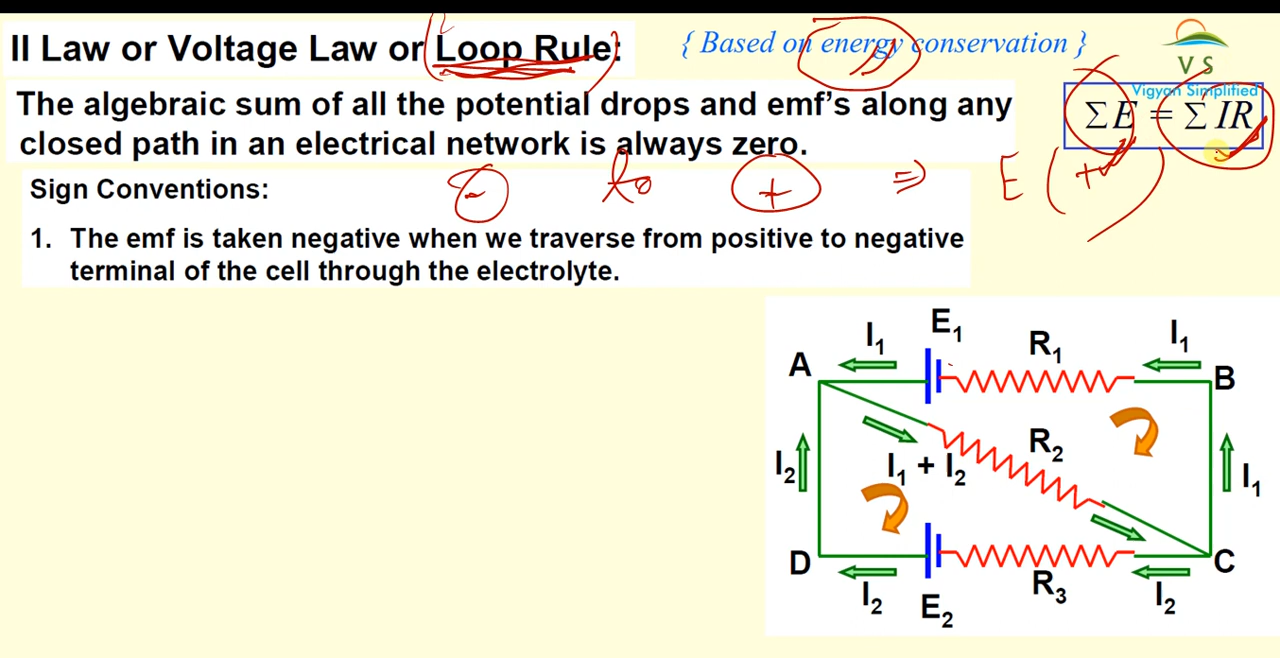 II Law or Voltage Law or Loop Rule:
{ Based on energy conservation }
V S
Vigyan Simplified
The algebraic sum of all the potential drops and emf's along any
closed path in an electrical network is always zero.
∑ E = ∑ IR
Sign Conventions:
- to + ⇒ E (+ve)
1. The emf is taken negative when we traverse from positive to negative
terminal of the cell through the electrolyte.
I₁ E₁ R₁ I₁
A B
R₂
I₂ I₁ + I₂ I₁
D C
I₂ E₂ R₃ I₂